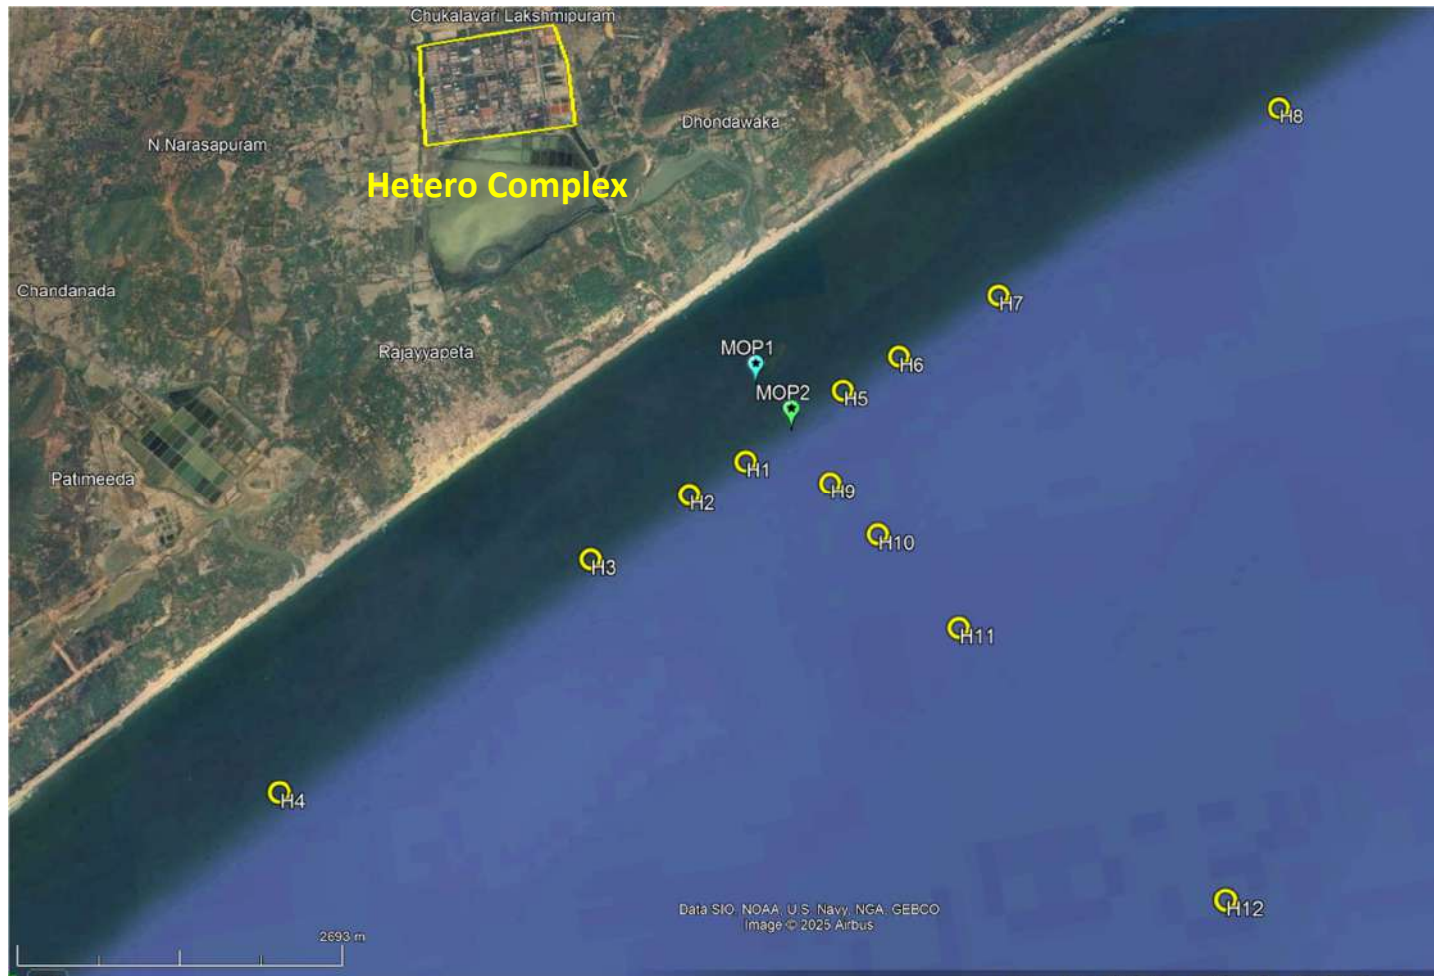 Chukalavari Lakshmipuram
H8
Dhondawaka
N.Narasapuram
Hetero Complex
Chandanada
H7
MOP1
Rajayyapeta
H6
MOP2
H5
H1
Patimeeda
H9
H2
H10
H3
H11
H4
Data SIO, NOAA, U.S. Navy, NGA, GEBCO
H12
Image © 2025 Airbus
2693 m